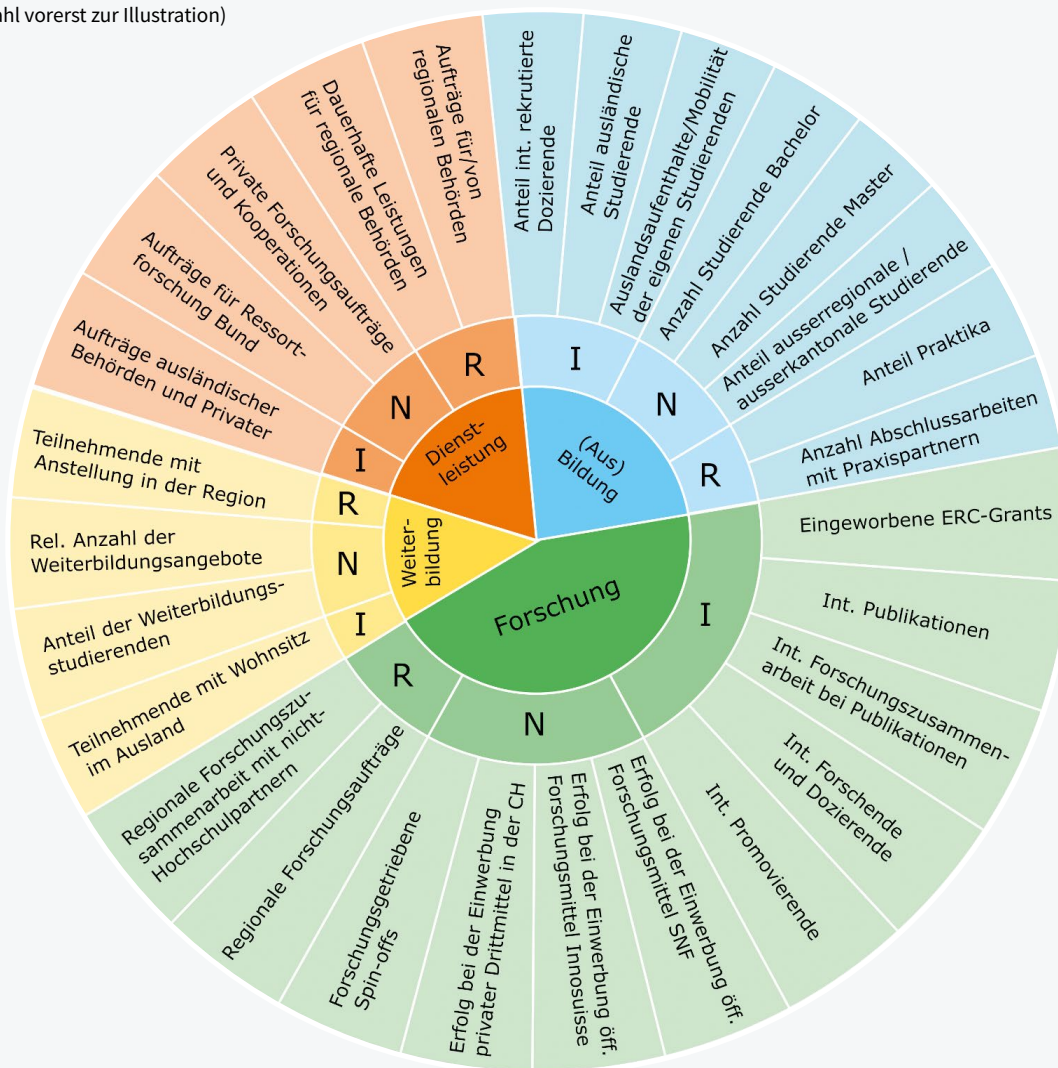 hl vorerst zur Illustration)
Anteil int. rekrutierte
Dozierende
Anteil ausländische
Studierende
Auslandsaufenthalte/Mobilität
der eigenen Studierenden
Anzahl Studierende Bachelor
Anzahl Studierende Master
Anteil ausserregionale /
ausserkantonale Studierende
Anteil Praktika
Anzahl Abschlussarbeiten
mit Praxispartnern
I
N
R
(Aus)
Bildung
Eingeworbene ERC-Grants
Int. Publikationen
Int. Forschungszusammen-
arbeit bei Publikationen
Int. Forschende
und Dozierende
Int. Promovierende
Erfolg bei der Einwerbung öff.
Forschungsmittel SNF
Erfolg bei der Einwerbung öff.
Forschungsmittel Innosuisse
Erfolg bei der Einwerbung
privater Drittmittel in der CH
Forschungsgetriebene
Spin-offs
Regionale Forschungsaufträge
Regionale Forschungszu-
sammenarbeit mit nicht-
Hochschulpartnern
I
N
R
Forschung
Teilnehmende mit Wohnsitz
im Ausland
Anteil der Weiterbildungs-
studierenden
Rel. Anzahl der
Weiterbildungsangebote
Teilnehmende mit
Anstellung in der Region
I
N
R
Weiter-
bildung
Aufträge ausländischer
Behörden und Privater
Aufträge für Ressort-
forschung Bund
Private Forschungsaufträge
und Kooperationen
Dauerhafte Leistungen
für regionale Behörden
Aufträge für/von
regionalen Behörden
I
N
R
Dienst-
leistung